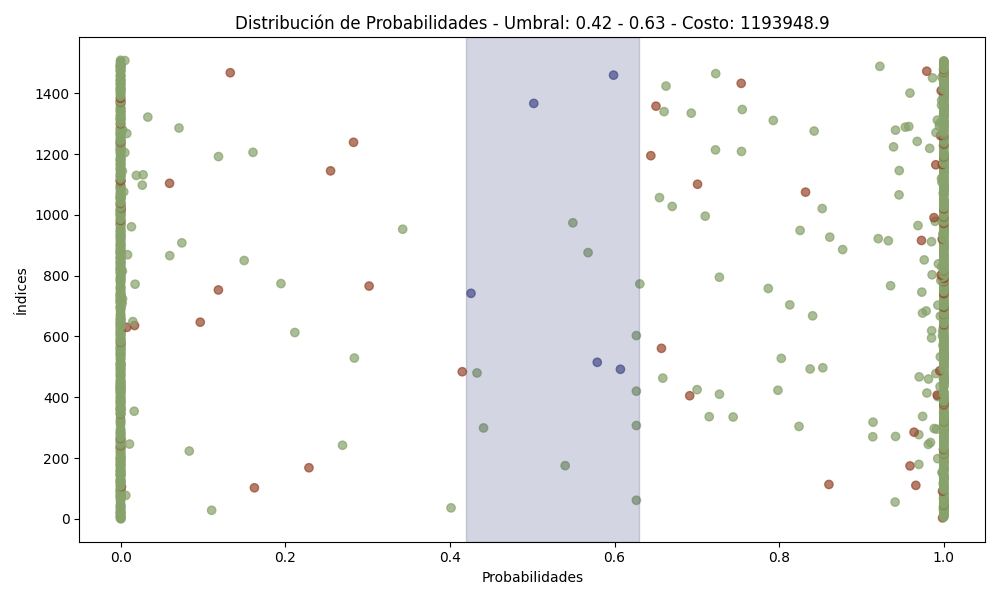 Distribución de Probabilidades - Umbral: 0.42 - 0.63 - Costo: 1193948.9
Índices
1400
1200
1000
800
600
400
200
0
0.0 0.2 0.4 0.6 0.8 1.0
Probabilidades